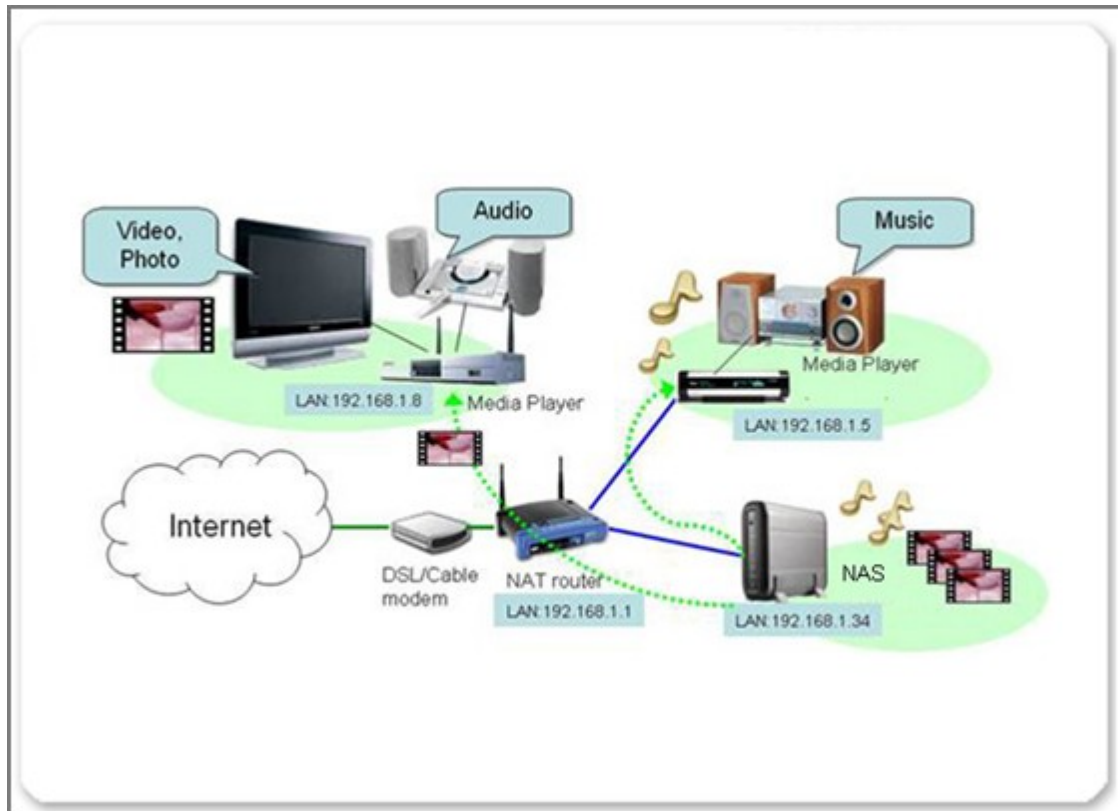 Video,
Photo
Audio
Music
LAN:192.168.1.8
Media Player
Media Player
LAN:192.168.1.5
Internet
DSL/Cable
modem
NAT router
LAN:192.168.1.1
NAS
LAN:192.168.1.34